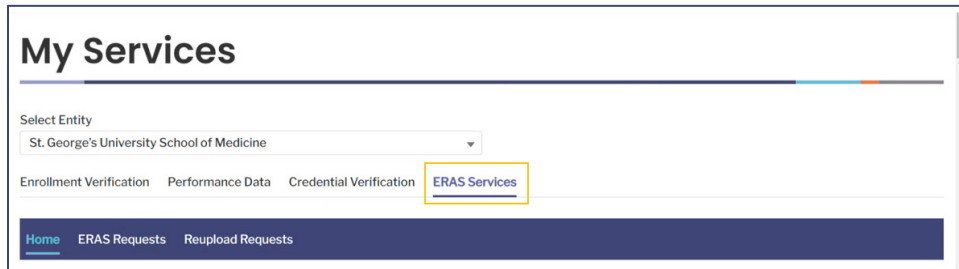 My Services
Select Entity
St. George's University School of Medicine
Enrollment Verification Performance Data Credential Verification ERAS Services
Home ERAS Requests Reupload Requests